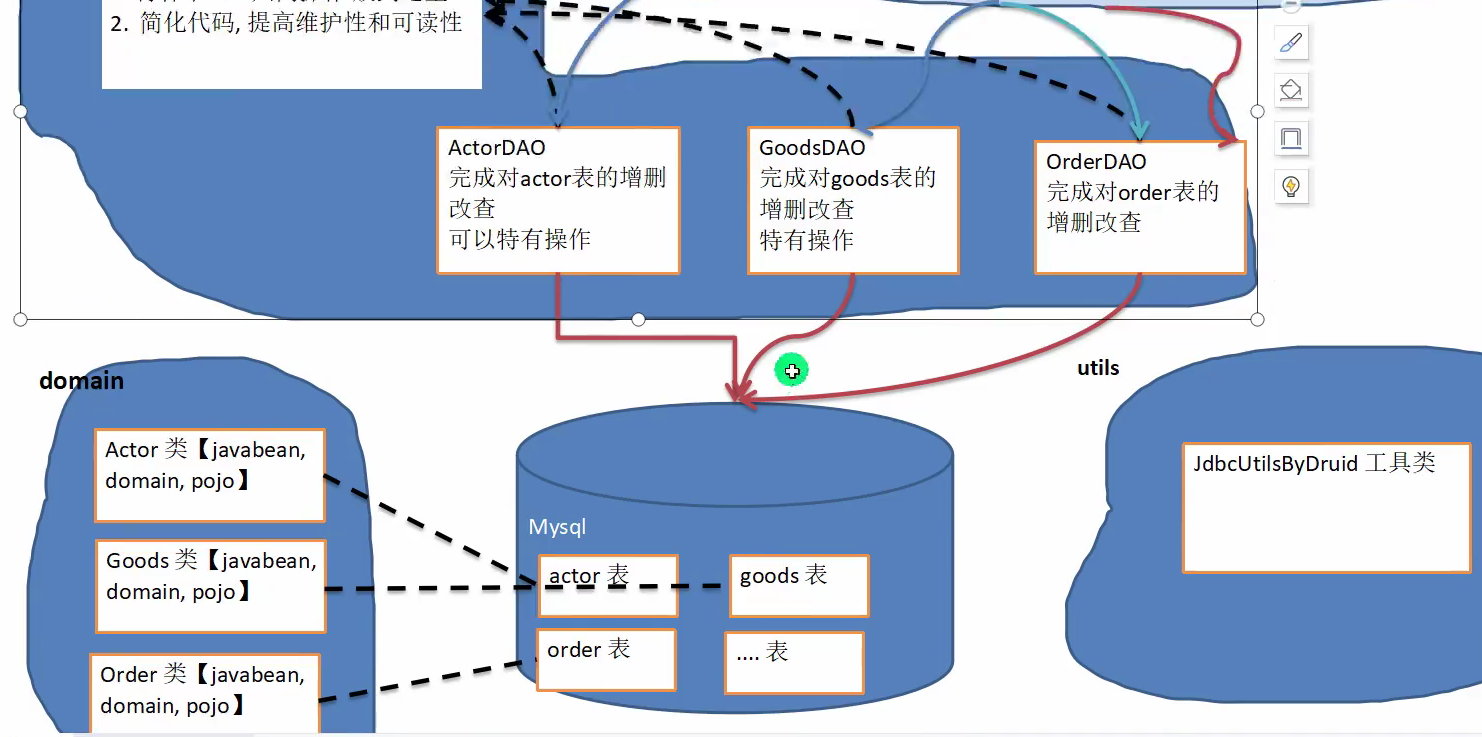 2. 简化代码, 提高维护性和可读性
ActorDAO
完成对actor表的增删
改查
可以特有操作
GoodsDAO
完成对goods表的
增删改查
特有操作
OrderDAO
完成对order表的
增删改查
domain
utils
Actor 类【javabean,
domain, pojo】
Goods 类【javabean,
domain, pojo】
Order 类【javabean,
domain, pojo】
Mysql
actor 表
goods 表
order 表
.... 表
JdbcUtilsByDruid 工具类